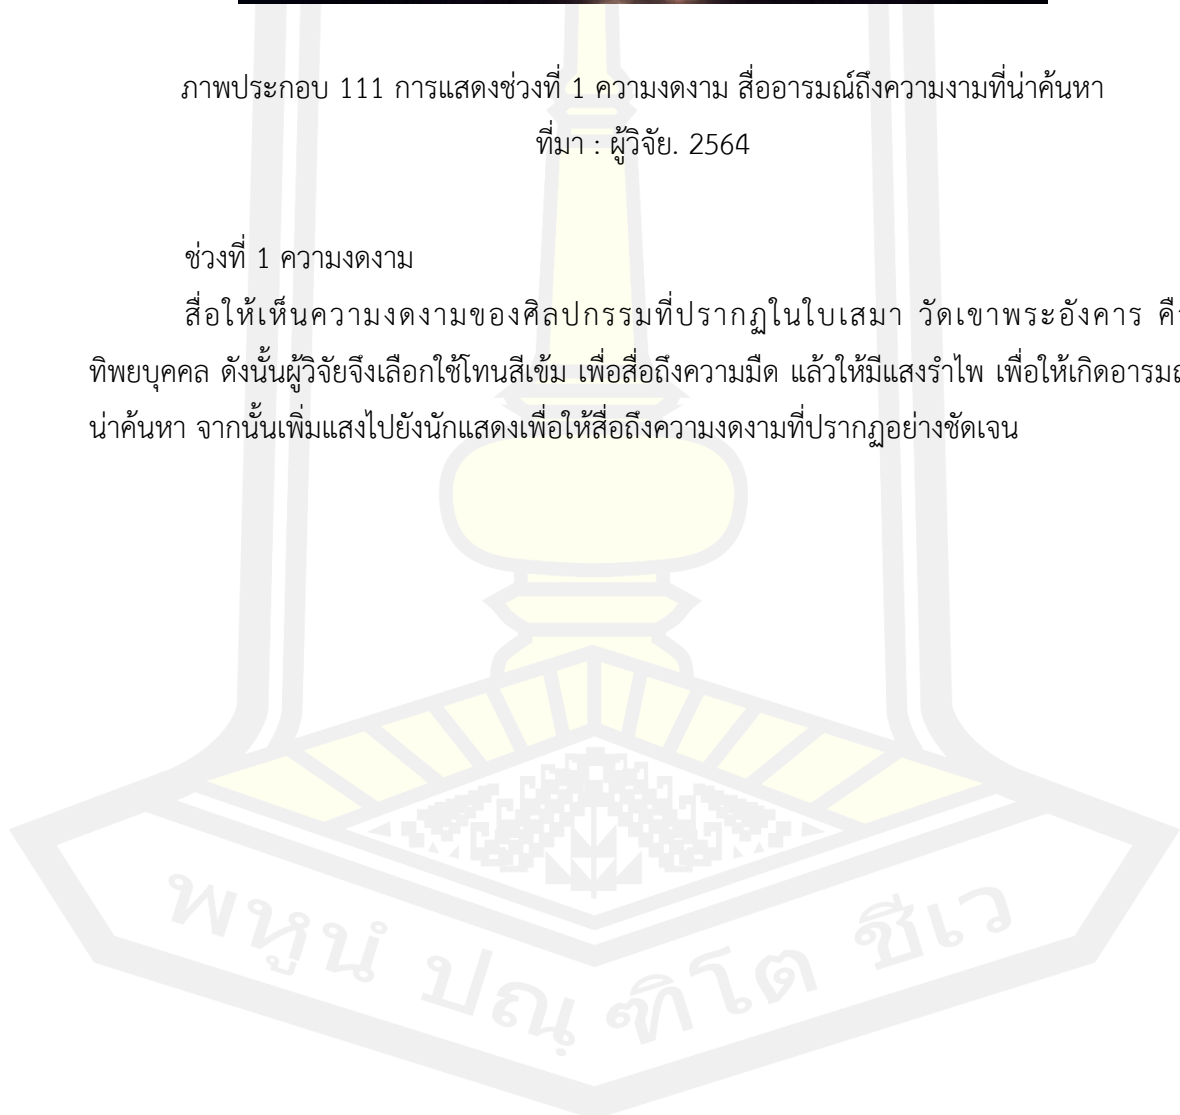 ภาพประกอบ 111 การแสดงช่วงที่ 1 ความงดงาม สื่ออารมณ์ถึงความงามที่น่าค้นหา
ที่มา : ผู้วิจัย. 2564
ช่วงที่ 1 ความงดงาม
สื่อให้เห็นความงดงามของศิลปกรรมที่ปรากฏในใบเสมา วัดเขาพระอังคาร
ทิพยบุคคล ดังนั้นผู้วิจัยจึงเลือกใช้โทนสีเข้ม เพื่อสื่อถึงความมืด แล้วให้มีแสงรำไพ เพื่อให้เกิด
น่าค้นหา จากนั้นเพิ่มแสงไปยังนักแสดงเพื่อให้สื่อถึงความงดงามที่ปรากฏอย่างชัดเจน
พหูนํ ปณฺฑิโต ชีเว